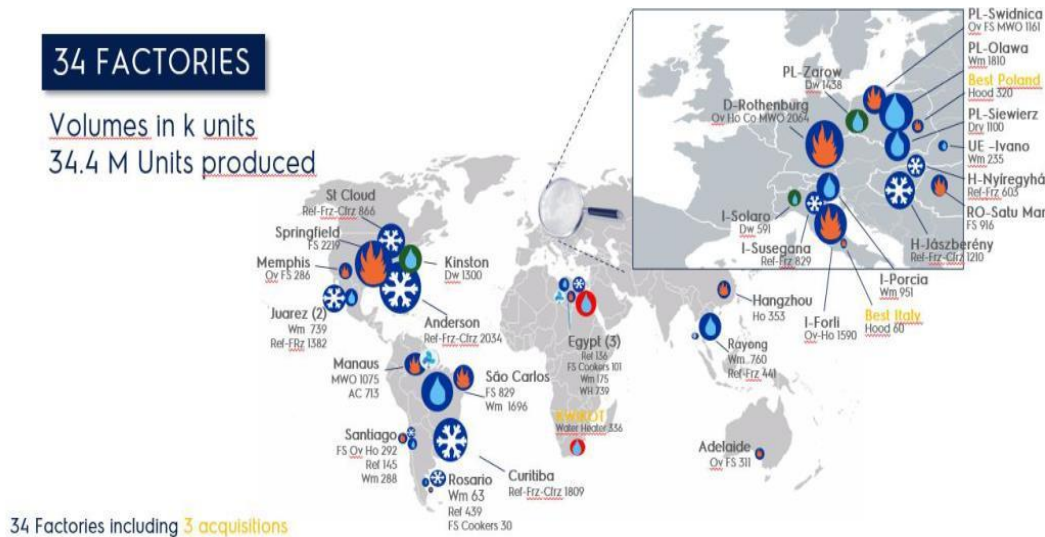 34 FACTORIES
Volumes in k units
34.4 M Units produced
St Cloud
Ref-Frz-Cfrz 866
Springfield
FS 2219
Memphis
Ov FS 286
Kinston
Dw 1300
Juarez (2)
Wm 739
Ref-FRz 1382
Anderson
Ref-Frz-Cfrz 2034
Manaus
MWO 1075
AC 713
São Carlos
FS 829
Wm 1696
Santiago
FS Ov Ho 292
Ref 145
Wm 288
Rosario
Wm 63
Ref 439
FS Cookers 30
Curitiba
Ref-Frz-Cfrz 1809
Egypt (3)
Ref 136
FS Cookers 101
Wm 175
WH 739
KWIKOT
Water Heater 336
PL-Swidnica
Ov FS MWO 1161
PL-Olawa
Wm 1810
Best Poland
Hood 320
PL-Siewierz
Dry 1100
UE -Ivano
Wm 235
H-Nyíregyhá
Ref-Frz 603
RO-Satu Mar
FS 916
H-Jászberény
Ref-Frz-Cfrz 1210
PL-Zarow
Dw 1438
D-Rothenburg
Ov Ho Co MWO 2064
I-Solaro
Dw 591
I-Susegana
Ref-Frz 829
I-Porcia
Wm 951
Best Italy
Hood 60
I-Forli
Ov-Ho 1590
Hangzhou
Ho 353
Rayong
Wm 760
Ref-Frz 441
Adelaide
Ov FS 311
34 Factories including 3 acquisitions